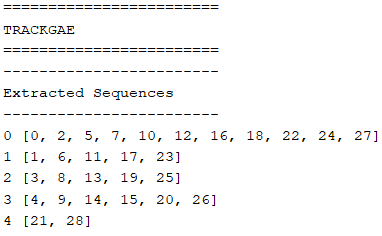 ========================
TRACKGAE
========================
------------------------
Extracted Sequences
------------------------
0 [0, 2, 5, 7, 10, 12, 16, 18, 22, 24, 27]
1 [1, 6, 11, 17, 23]
2 [3, 8, 13, 19, 25]
3 [4, 9, 14, 15, 20, 26]
4 [21, 28]